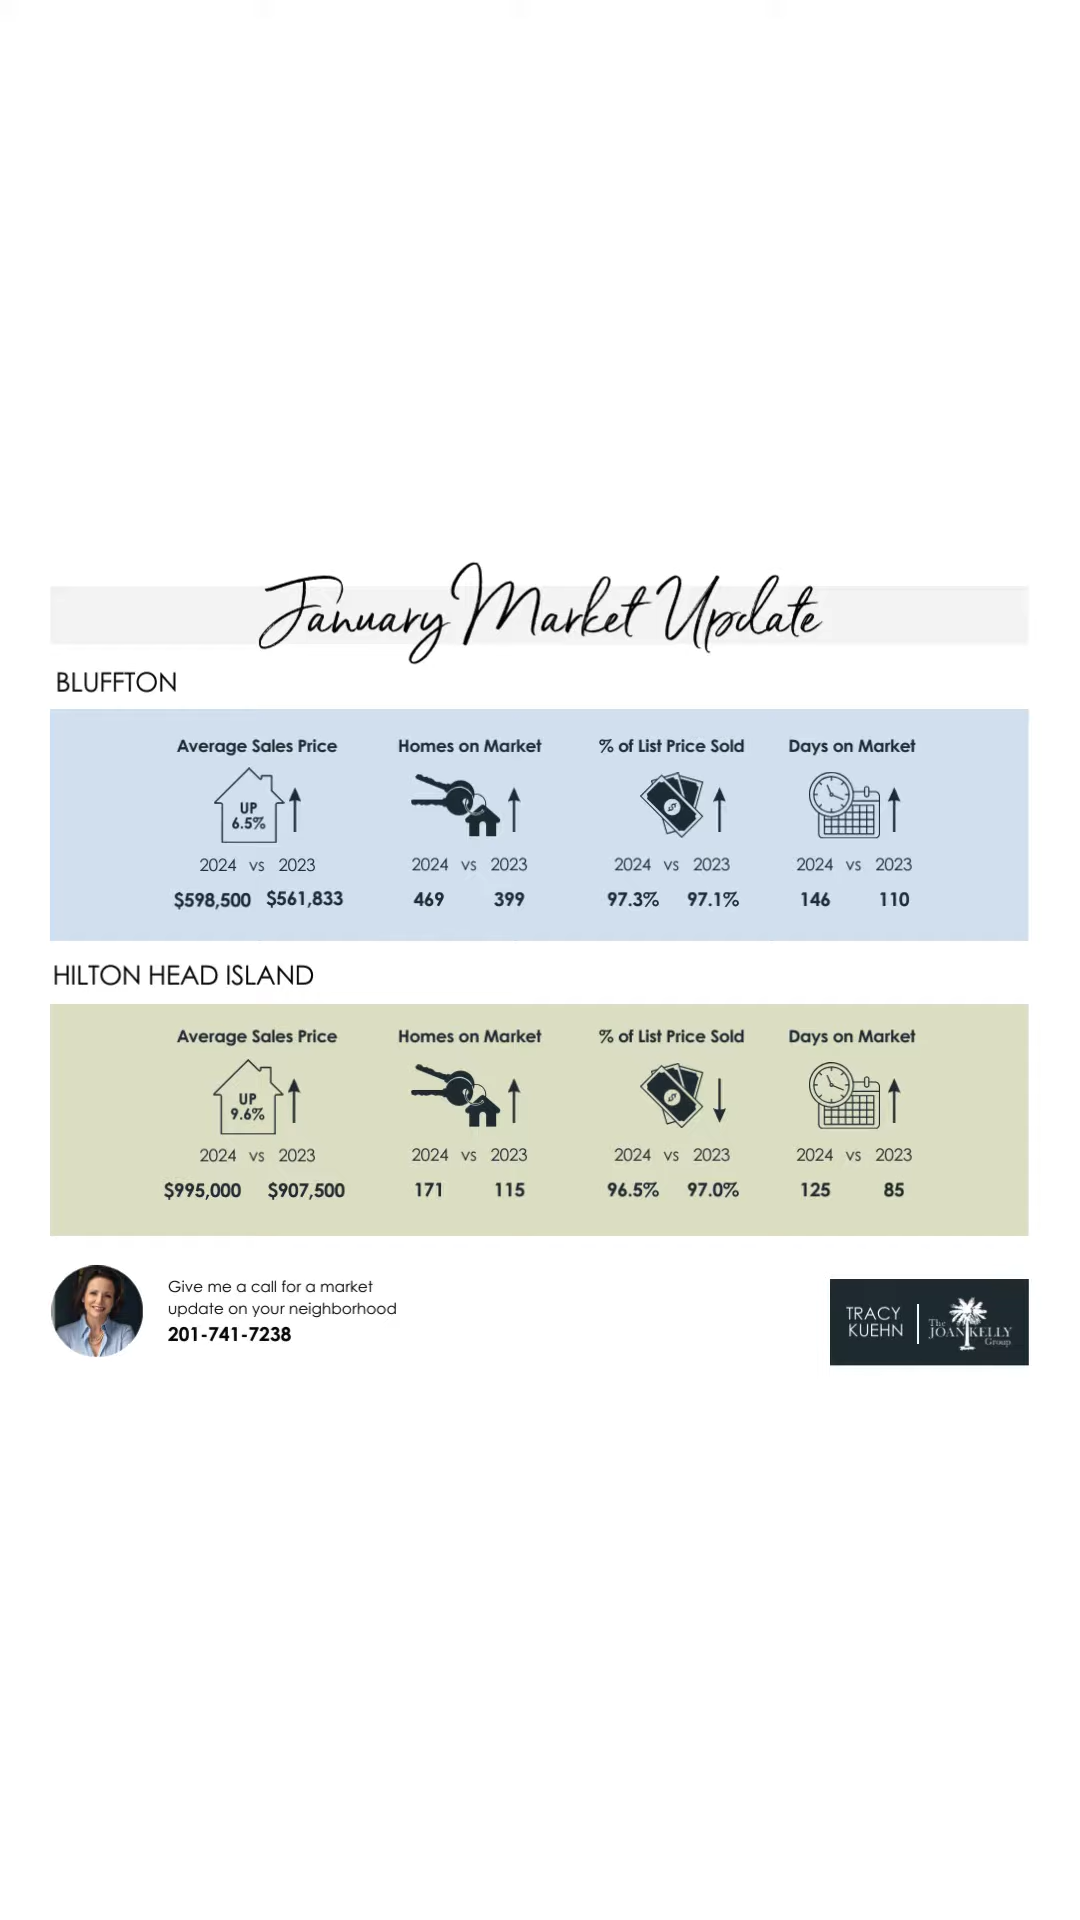 January Market Update
BLUFFTON
Average Sales Price
UP
6.5%
2024 vs 2023
$598,500 $561,833
Homes on Market
2024 vs 2023
469 399
% of List Price Sold
$
2024 vs 2023
97.3% 97.1%
Days on Market
2024 vs 2023
146 110
HILTON HEAD ISLAND
Average Sales Price
UP
9.6%
2024 vs 2023
$995,000 $907,500
Homes on Market
2024 vs 2023
171 115
% of List Price Sold
$
2024 vs 2023
96.5% 97.0%
Days on Market
2024 vs 2023
125 85
Give me a call for a market
update on your neighborhood
201-741-7238
TRACY
KUEHN
The
JOAN KELLY
Group